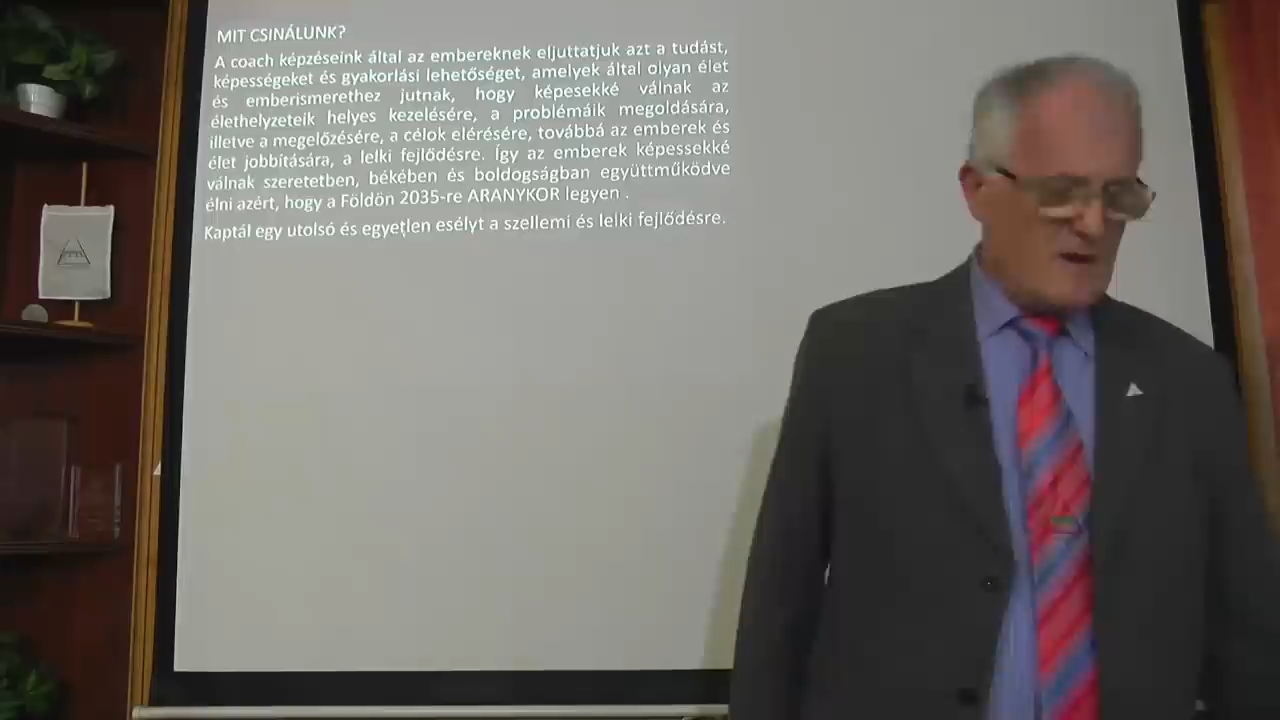 MIT CSINÁLUNK?
A coach képzéseink által az embereknek eljuttatjuk azt a tudást,
képességeket és gyakorlási lehetőséget, amelyek által olyan élet
és emberismerethez jutnak, hogy képesekké válnak az
élethelyzeteik helyes kezelésére, a problémáik megoldására,
illetve a megelőzésére, a célok elérésére, továbbá az emberek és
élet jobbítására, a lelki fejlődésre. Így az emberek képessekké
válnak szeretetben, békében és boldogságban együttműködve
élni azért, hogy a Földön 2035-re ARANYKOR legyen .
Kaptál egy utolsó és egyetlen esélyt a szellemi és lelki fejlődésre.